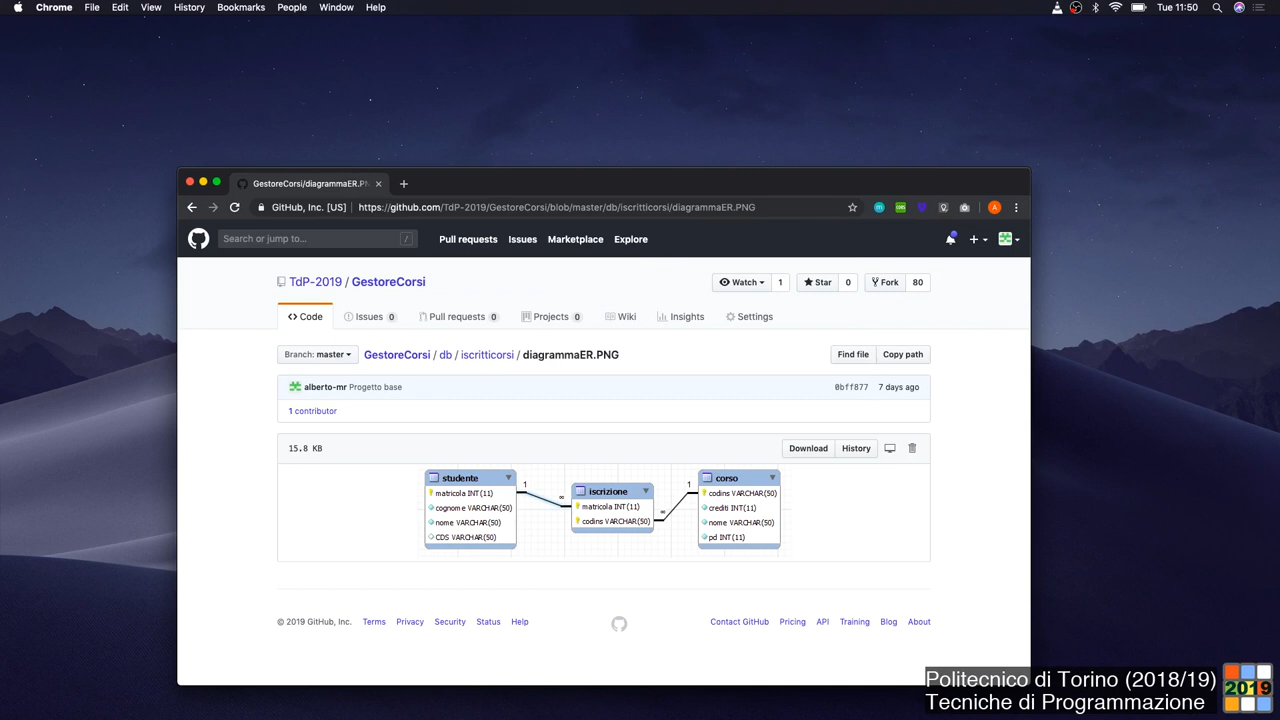 Chrome File Edit View History Bookmarks People Window Help Tue 11:50
GestoreCorsi/diagrammaER.PN
GitHub, Inc. [US] https://github.com/TdP-2019/GestoreCorsi/blob/master/db/iscritticorsi/diagrammaER.PNG A
Search or jump to... / Pull requests Issues Marketplace Explore
TdP-2019 / GestoreCorsi Watch 1 Star 0 Fork 80
Code Issues 0 Pull requests 0 Projects 0 Wiki Insights Settings
Branch: master GestoreCorsi / db / iscritticorsi / diagrammaER.PNG Find file Copy path
alberto-mr Progetto base 0bff877 7 days ago
1 contributor
15.8 KB Download History
studente
matricola INT(11)
cognome VARCHAR(50)
nome VARCHAR(50)
CDS VARCHAR(50)
1 ∞
iscrizione
matricola INT(11)
codins VARCHAR(50)
∞ 1
corso
codins VARCHAR(50)
crediti INT(11)
nome VARCHAR(50)
pd INT(11)
© 2019 GitHub, Inc. Terms Privacy Security Status Help Contact GitHub Pricing API Training Blog About
Politecnico di Torino (2018/19)
Tecniche di Programmazione
2019